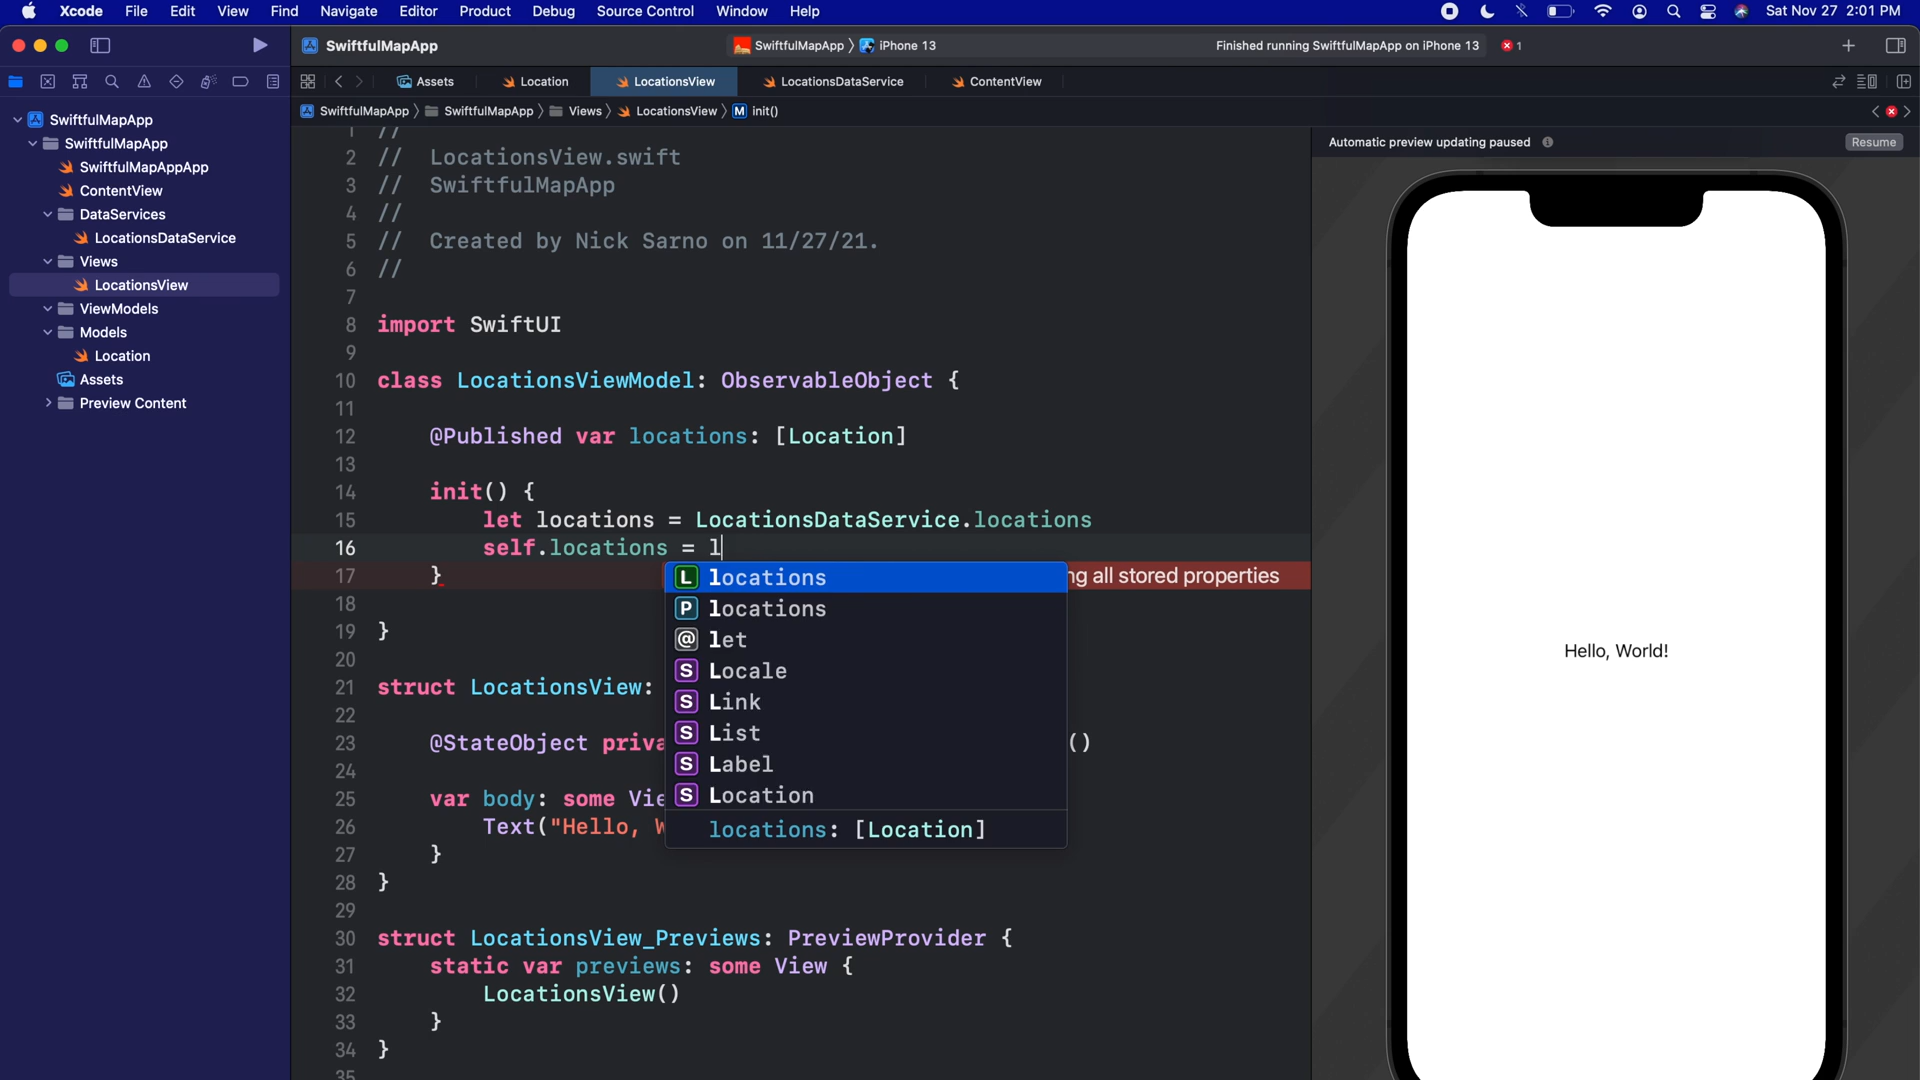 Xcode File Edit View Find Navigate Editor Product Debug Source Control Window Help Sat Nov 27 2:01 PM
SwiftfulMapApp SwiftfulMapApp iPhone 13 Finished running SwiftfulMapApp on iPhone 13 1
Assets Location LocationsView LocationsDataService ContentView
SwiftfulMapApp SwiftfulMapApp Views LocationsView M init()
SwiftfulMapApp
SwiftfulMapApp
SwiftfulMapAppApp
ContentView
DataServices
LocationsDataService
Views
LocationsView
ViewModels
Models
Location
Assets
Preview Content
1 //
2 // LocationsView.swift
3 // SwiftfulMapApp
4 //
5 // Created by Nick Sarno on 11/27/21.
6 //
7
8 import SwiftUI
9
10 class LocationsViewModel: ObservableObject {
11
12 @Published var locations: [Location]
13
14 init() {
15 let locations = LocationsDataService.locations
16 self.locations = l
17 } ng all stored properties
18
19 }
20
21 struct LocationsView:
22
23 @StateObject priva ()
24
25 var body: some Vie
26 Text("Hello, W
27 }
28 }
29
30 struct LocationsView_Previews: PreviewProvider {
31 static var previews: some View {
32 LocationsView()
33 }
34 }
35
L locations
P locations
@ let
S Locale
S Link
S List
S Label
S Location
locations: [Location]
Automatic preview updating paused Resume
Hello, World!